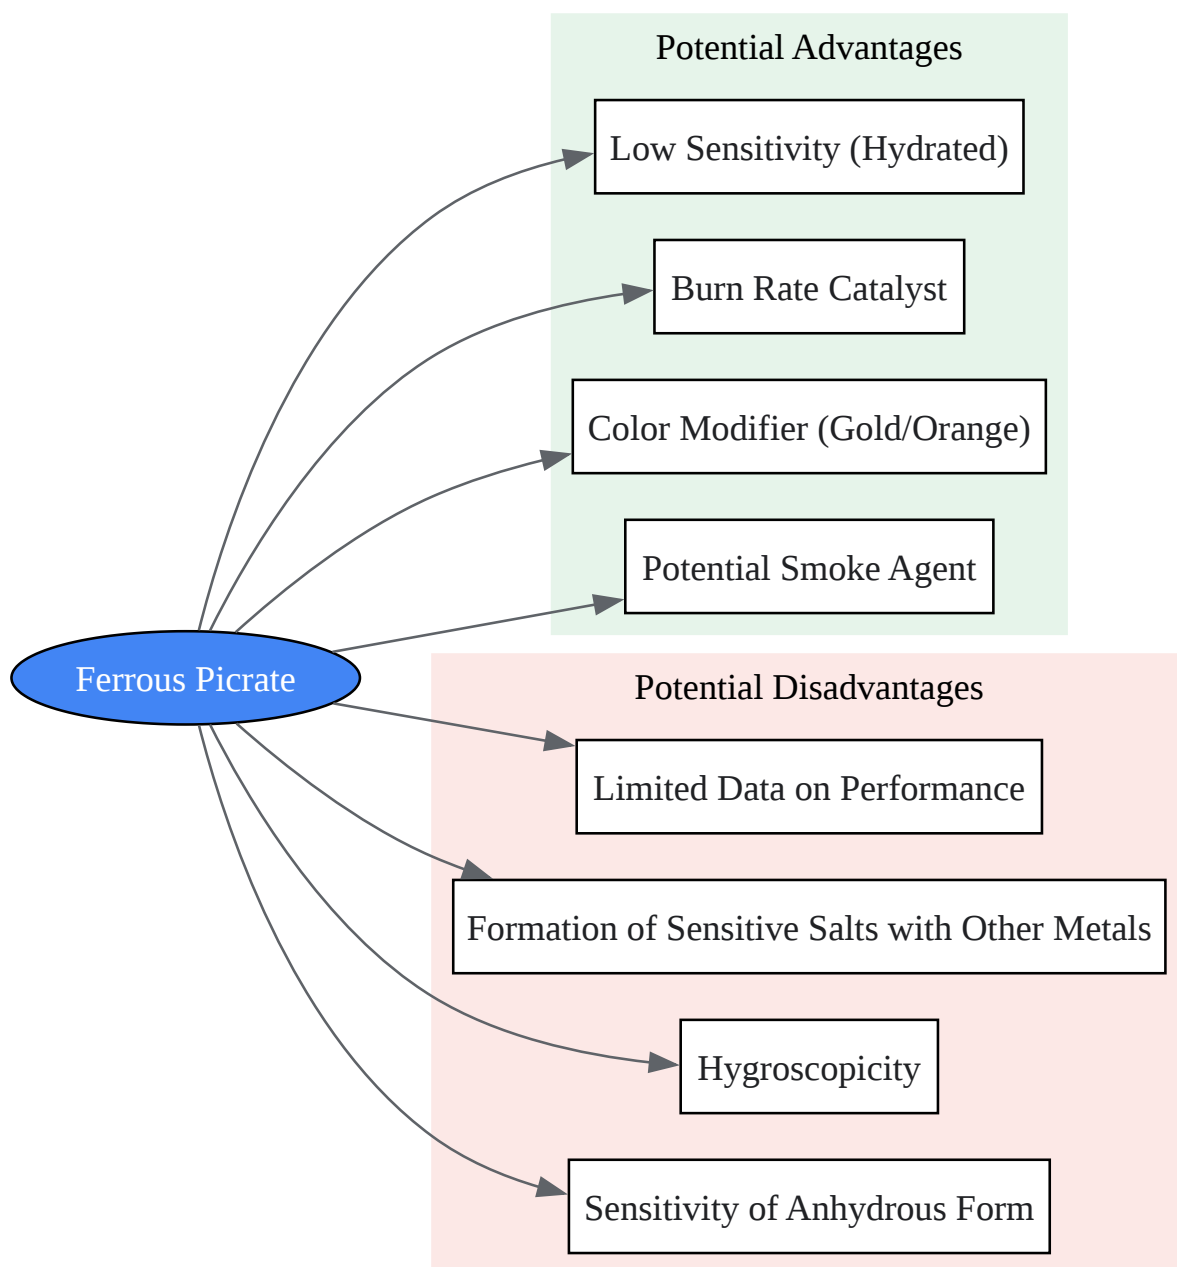 Potential Advantages
Low Sensitivity (Hydrated)
Burn Rate Catalyst
Color Modifier (Gold/Orange)
Potential Smoke Agent
Ferrous Picrate
Potential Disadvantages
Limited Data on Performance
Formation of Sensitive Salts with Other Metals
Hygroscopicity
Sensitivity of Anhydrous Form